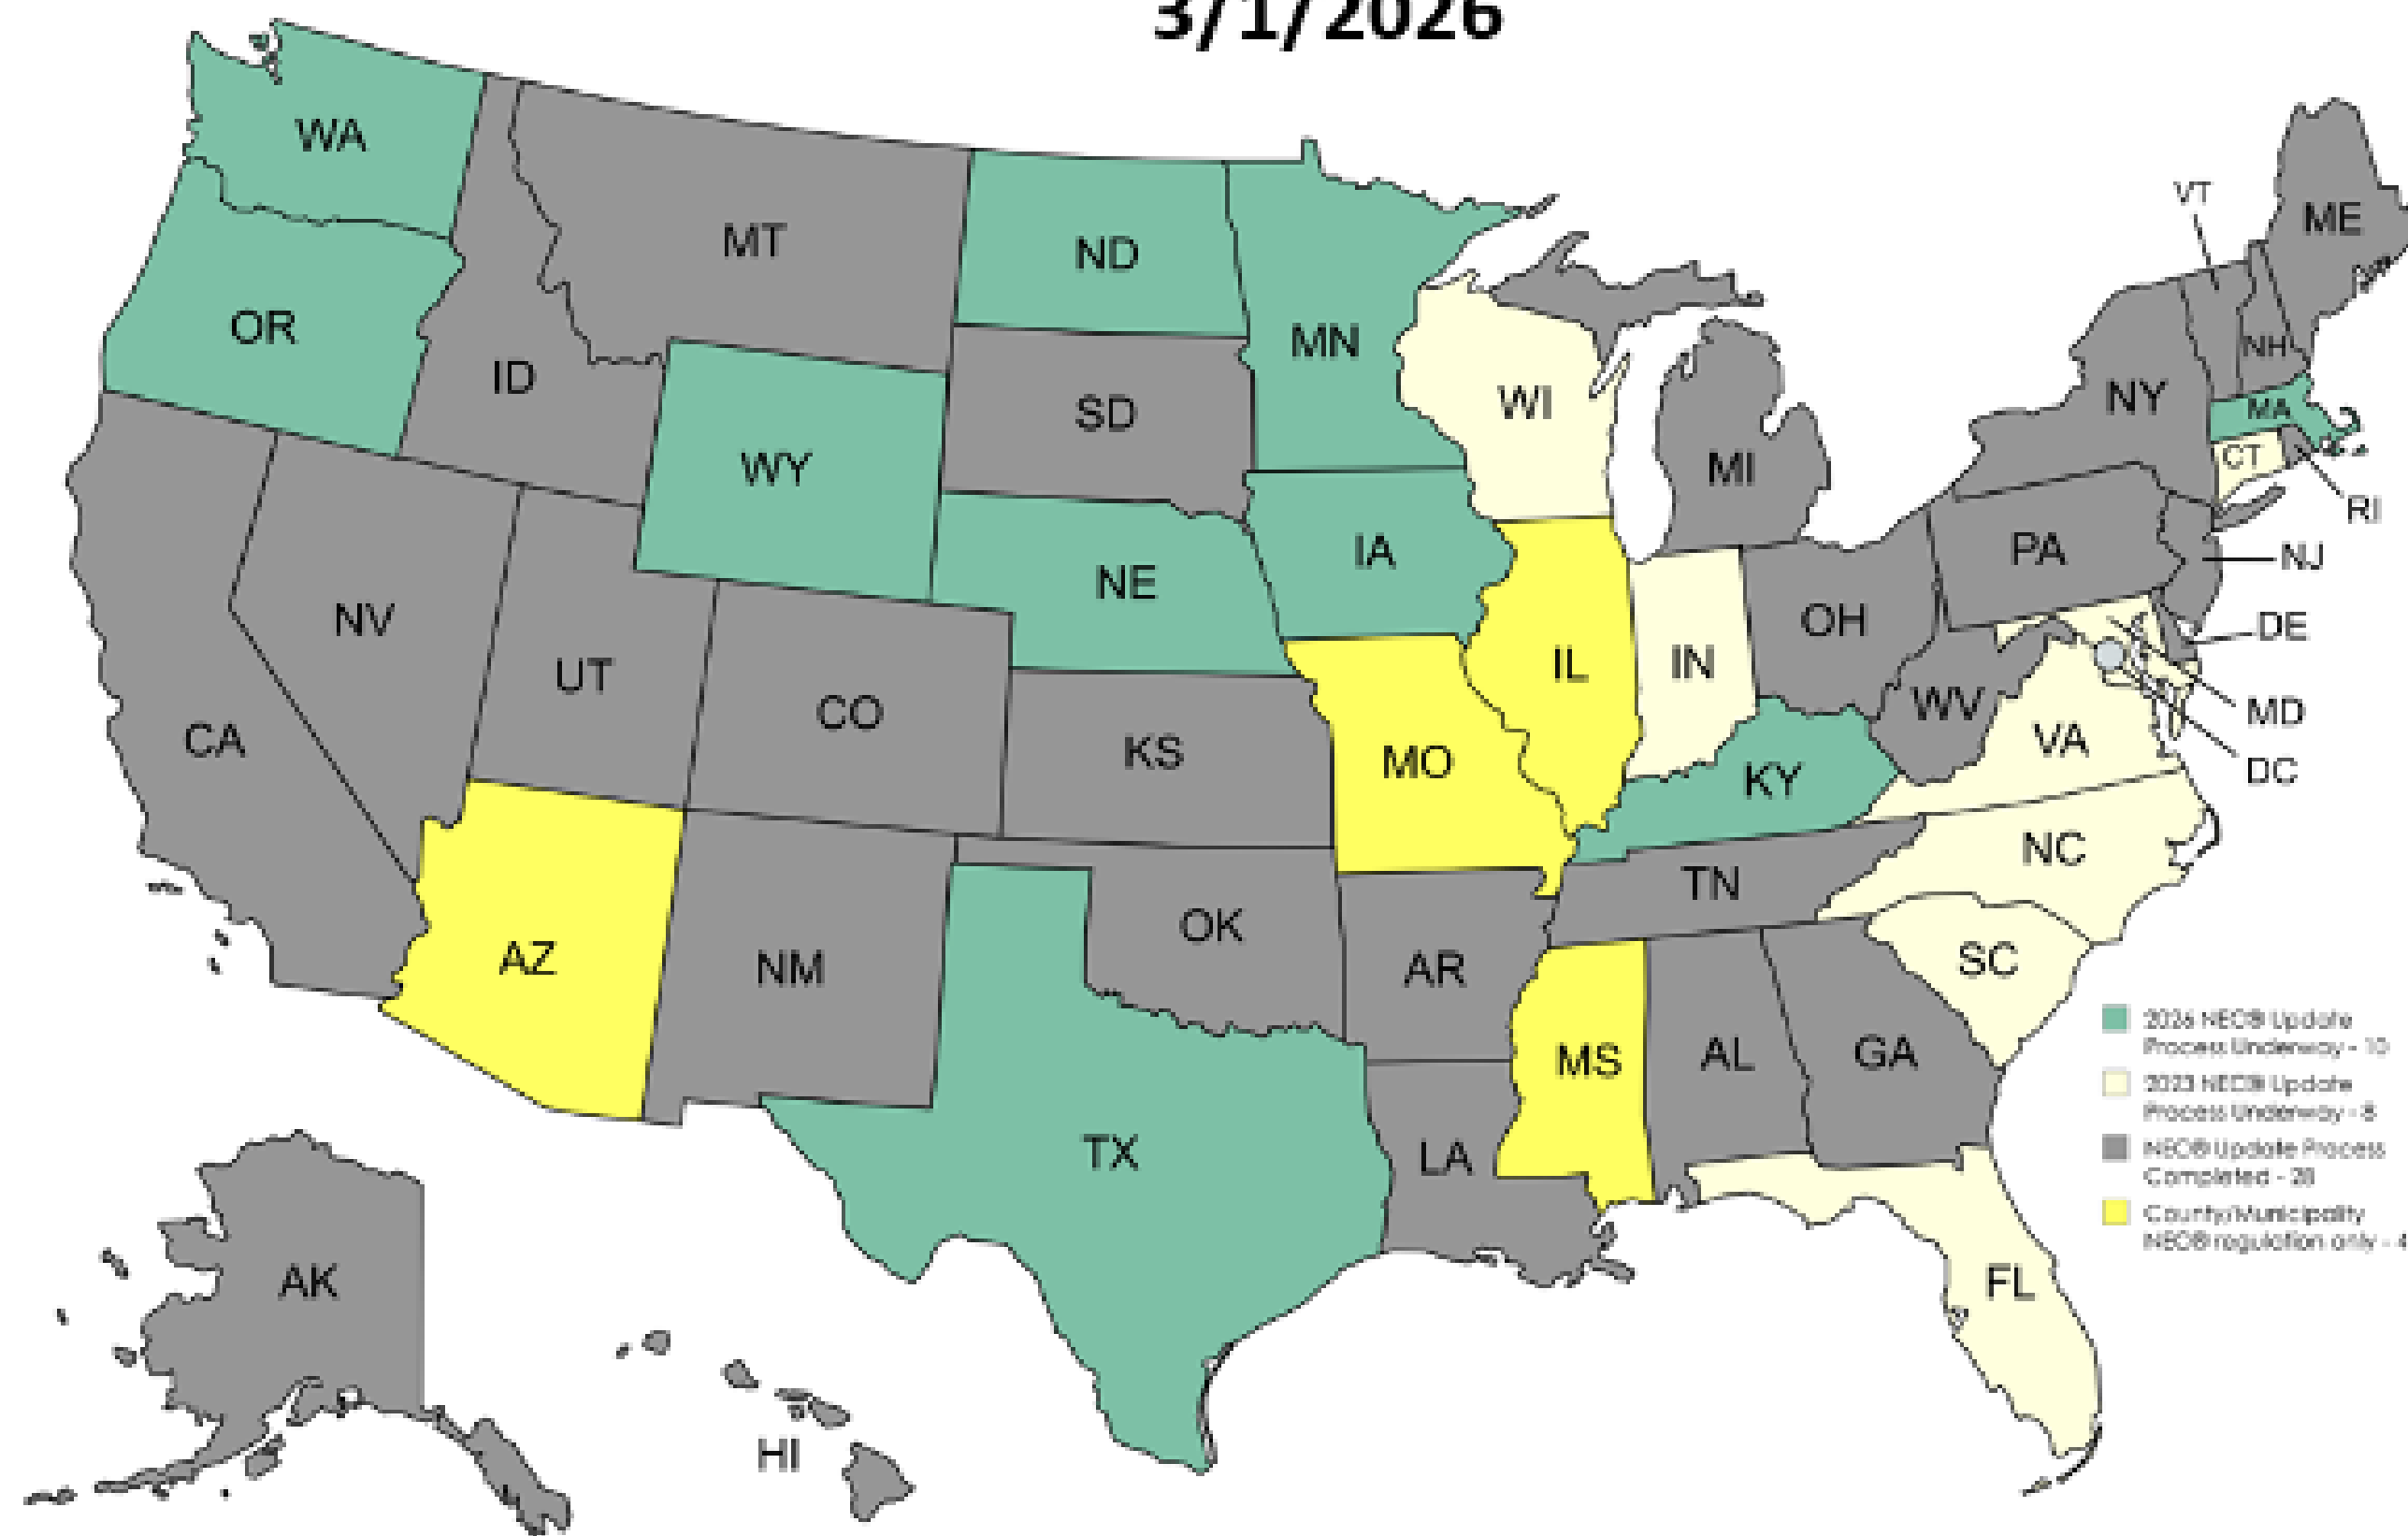 3/1/2026
WA
VT
ME
MT
ND
OR
MN
NH
ID
NY
WI
SD
MA
WY
CT
MI
RI
IA
PA
NJ
NE
NV
OH
DE
UT
IL
IN
WV
MD
CO
CA
VA
KS
MO
DC
KY
NC
TN
OK
AZ
NM
AR
SC
2026 NEC® Update
Process Underway - 10
MS
AL
GA
2023 NEC® Update
Process Underway - 8
TX
LA
NEC® Update Process
Completed - 28
County/Municipality
NEC® regulation only - 4
AK
FL
HI